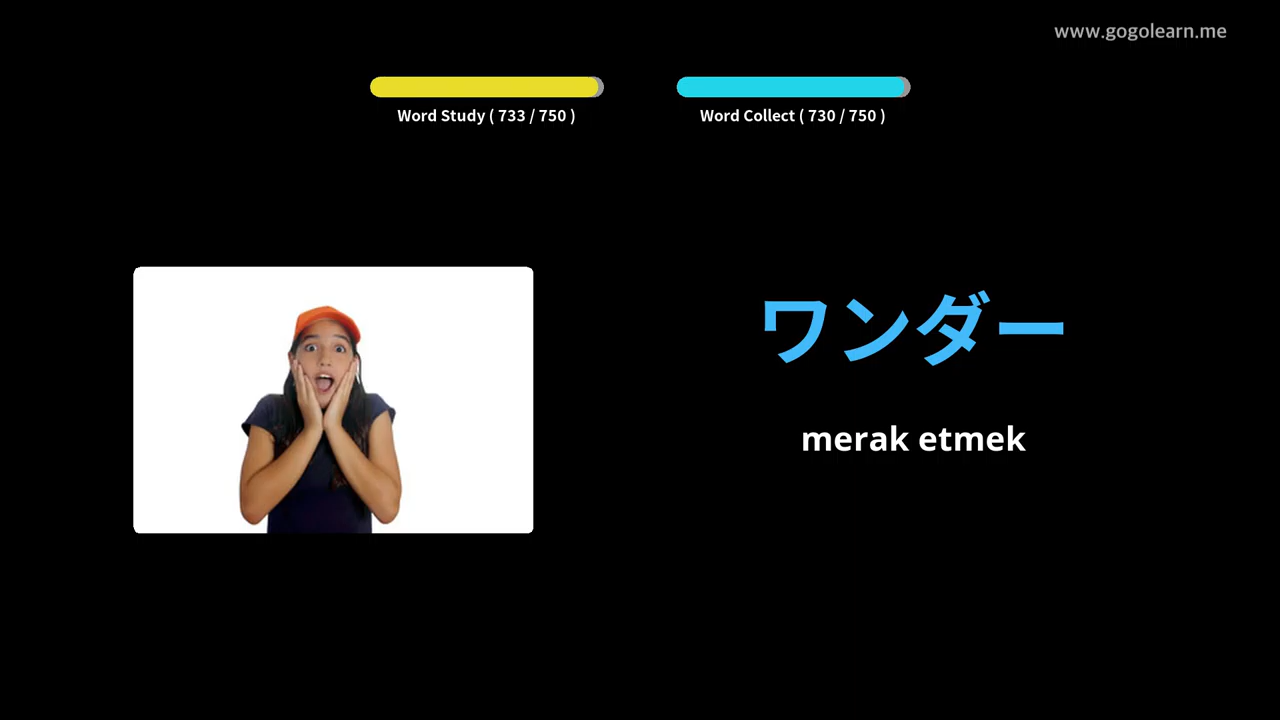 www.gogolearn.me
Word Study ( 733 / 750 )
Word Collect ( 730 / 750 )
ワンダー
merak etmek